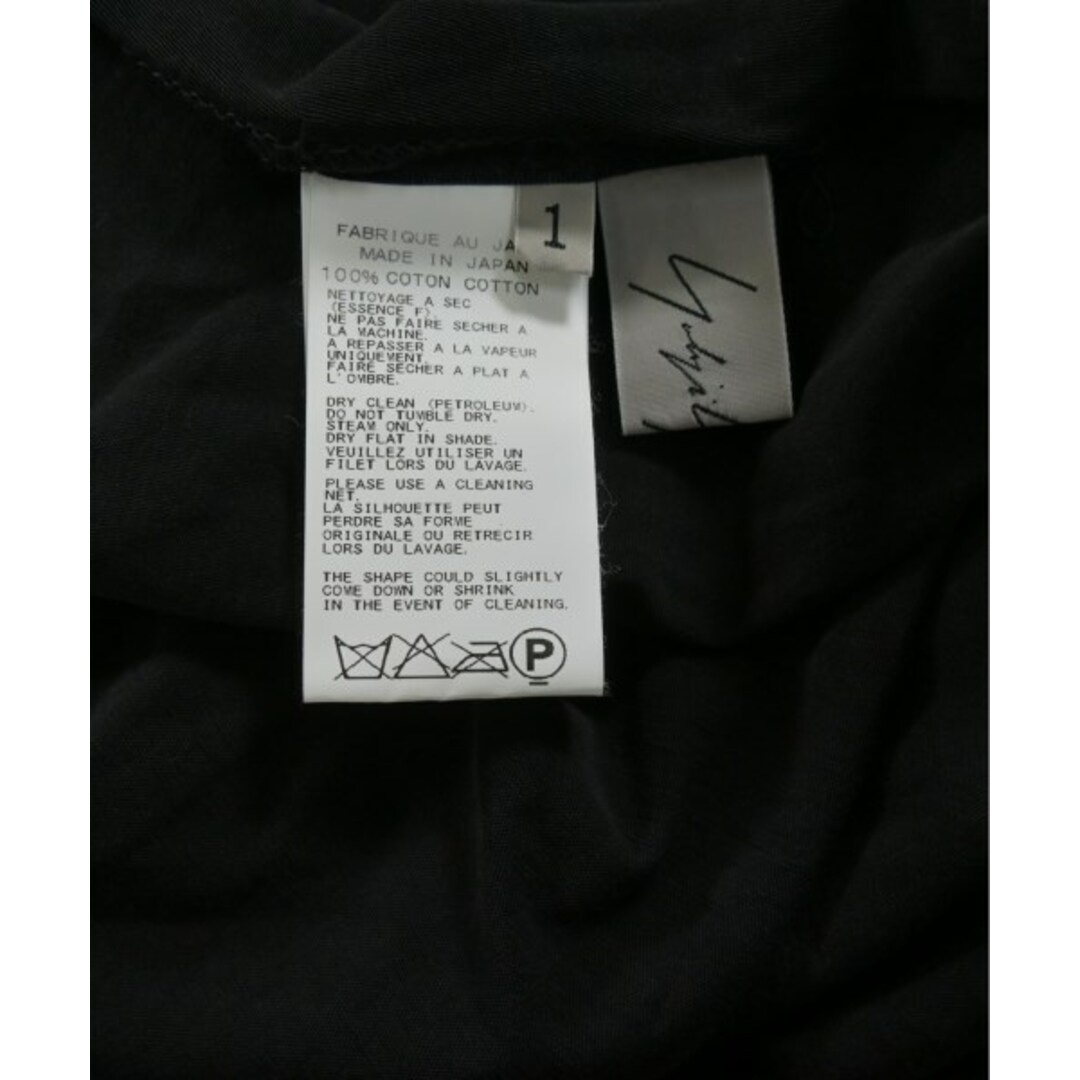 FABRIQUE AU
1
MADE IN JAPAN
100% COTON COTTON
NETTOYAGE A SEC
(ESSENCE F).
NE PAS FAIRE SECHER A
LA MACHINE.
A REPASSER A LA VAPEUR
UNIQUEMENT.
FAIRE SECHER A PLAT A
L'OMBRE.
DRY CLEAN (PETROLEUM).
DO NOT TUMBLE DRY.
STEAM ONLY.
DRY FLAT IN SHADE.
VEUILLEZ UTILISER UN
FILET LORS DU LAVAGE.
PLEASE USE A CLEANING
NET.
LA SILHOUETTE PEUT
PERDRE SA FORME
ORIGINALE OU RETRECIR
LORS DU LAVAGE.
THE SHAPE COULD SLIGHTLY
COME DOWN OR SHRINK
IN THE EVENT OF CLEANING.
P